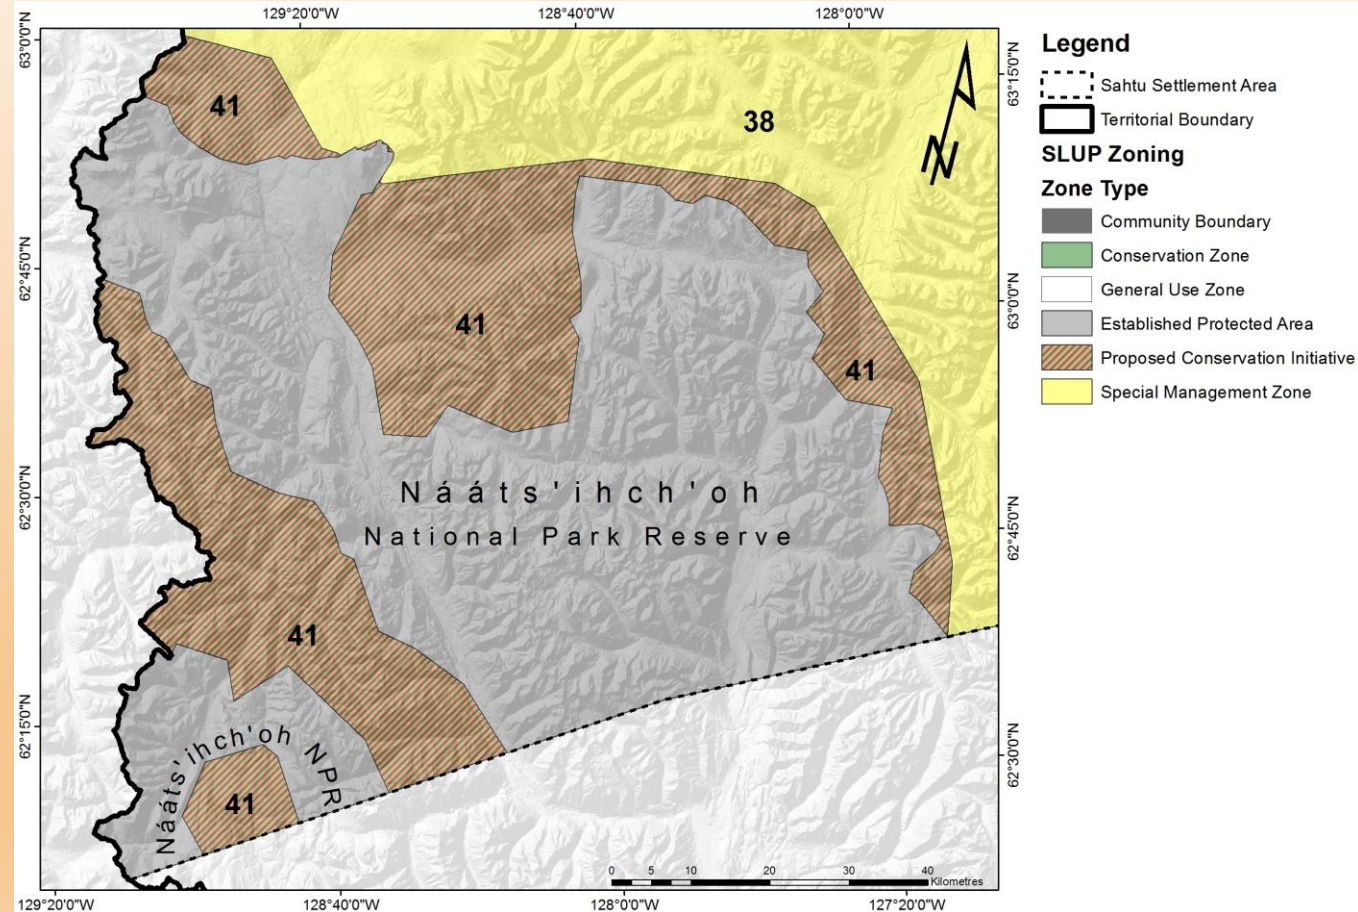 129°20'0"W 128°40'0"W 128°0'0"W
63°0'0"N
62°45'0"N
62°30'0"N
62°15'0"N
63°15'0"N
63°0'0"N
62°45'0"N
62°30'0"N
41
38
N
41
41
Nááts'ihch'oh
National Park Reserve
41
Nááts'ihch'oh NPR
41
0 5 10 20 30 40
Kilometres
129°20'0"W 128°40'0"W 128°0'0"W 127°20'0"W
Legend
Sahtu Settlement Area
Territorial Boundary
SLUP Zoning
Zone Type
Community Boundary
Conservation Zone
General Use Zone
Established Protected Area
Proposed Conservation Initiative
Special Management Zone